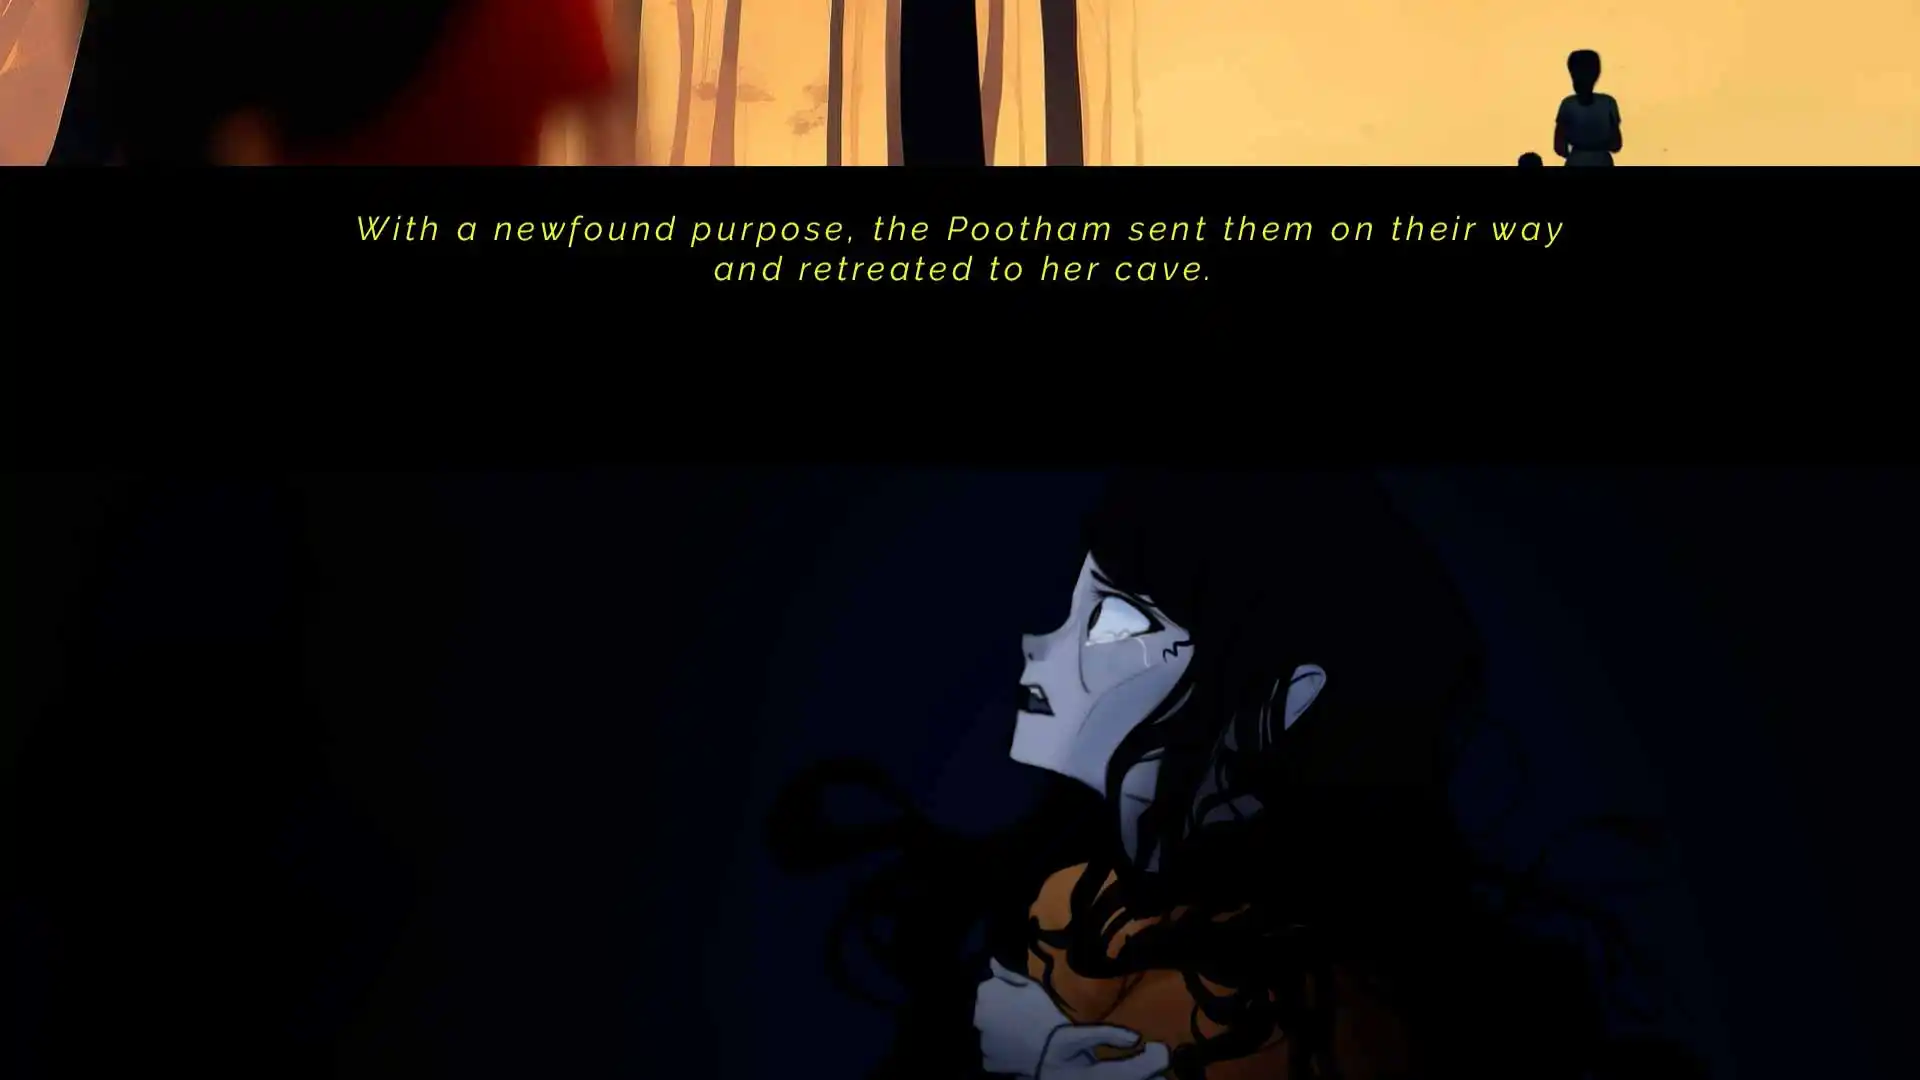 With a newfound purpose, the Pootham sent them on their way
and retreated to her cave.